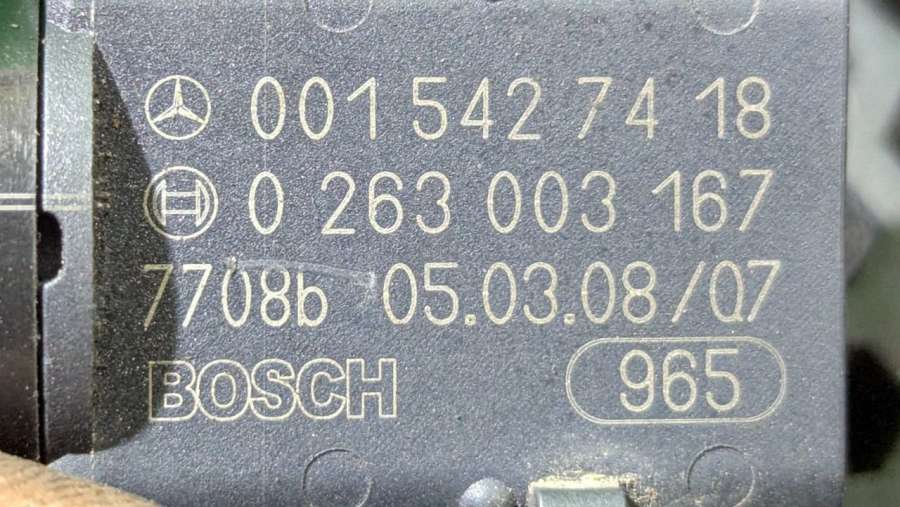 001 542 74 18
0 263 003 167
7708b 05.03.08/07
BOSCH 965